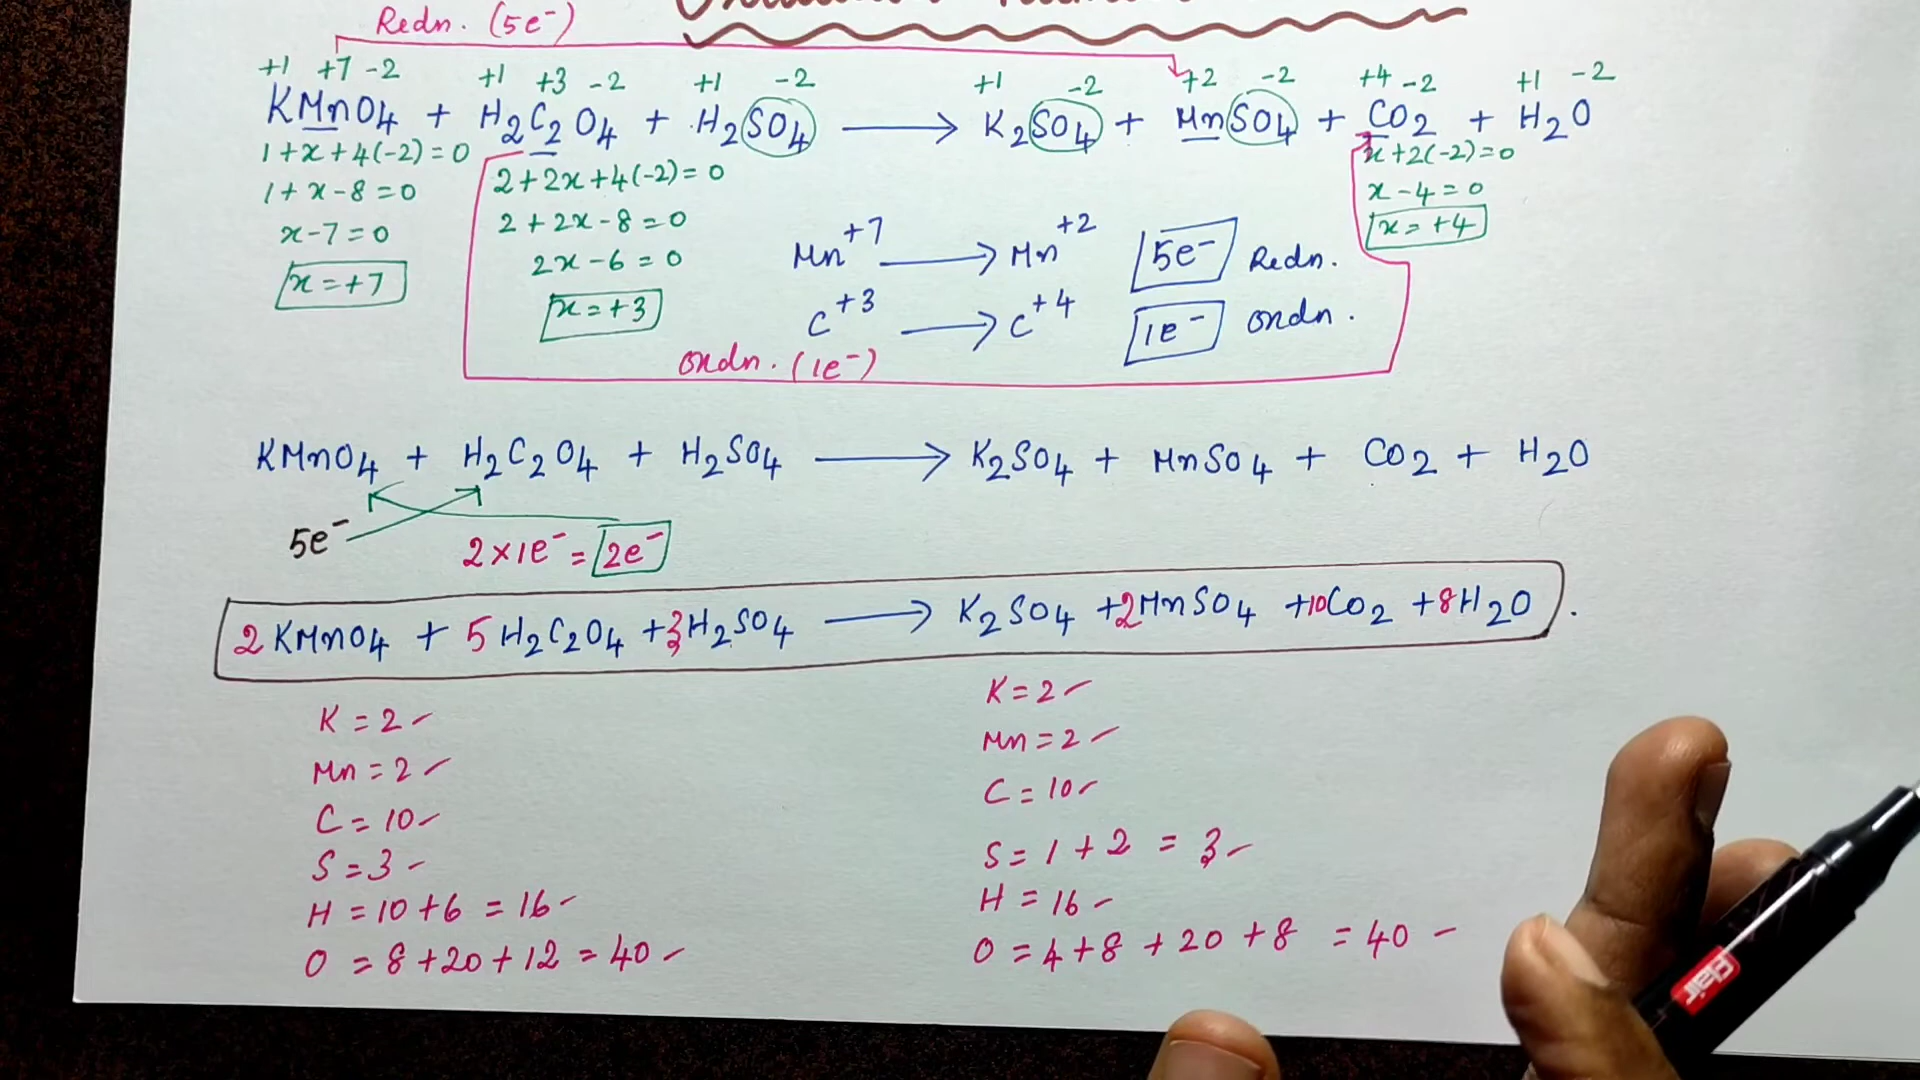 Redn. (5e⁻)
+1 +7 -2 +1 +3 -2 +1 -2 +1 -2 +2 -2 +4 -2 +1 -2
KMnO4 + H2C2O4 + H2SO4 ⟶ K2SO4 + MnSO4 + CO2 + H2O
1+x+4(-2)=0
1+x-8=0
x-7=0
x=+7
2+2x+4(-2)=0
2+2x-8=0
2x-6=0
x=+3
Mn+7 ⟶ Mn+2 5e⁻ Redn.
C+3 ⟶ C+4 1e⁻ oxdn.
x+2(-2)=0
x-4=0
x=+4
oxdn. (1e⁻)
KMnO4 + H2C2O4 + H2SO4 ⟶ K2SO4 + MnSO4 + CO2 + H2O
5e⁻ 2×1e⁻ = 2e⁻
2KMnO4 + 5H2C2O4 + 3H2SO4 ⟶ K2SO4 + 2MnSO4 + 10CO2 + 8H2O.
K = 2
Mn = 2
C = 10
S = 3
H = 10+6 = 16
O = 8+20+12 = 40
K = 2
Mn = 2
C = 10
S = 1+2 = 3
H = 16
O = 4+8+20+8 = 40
flair